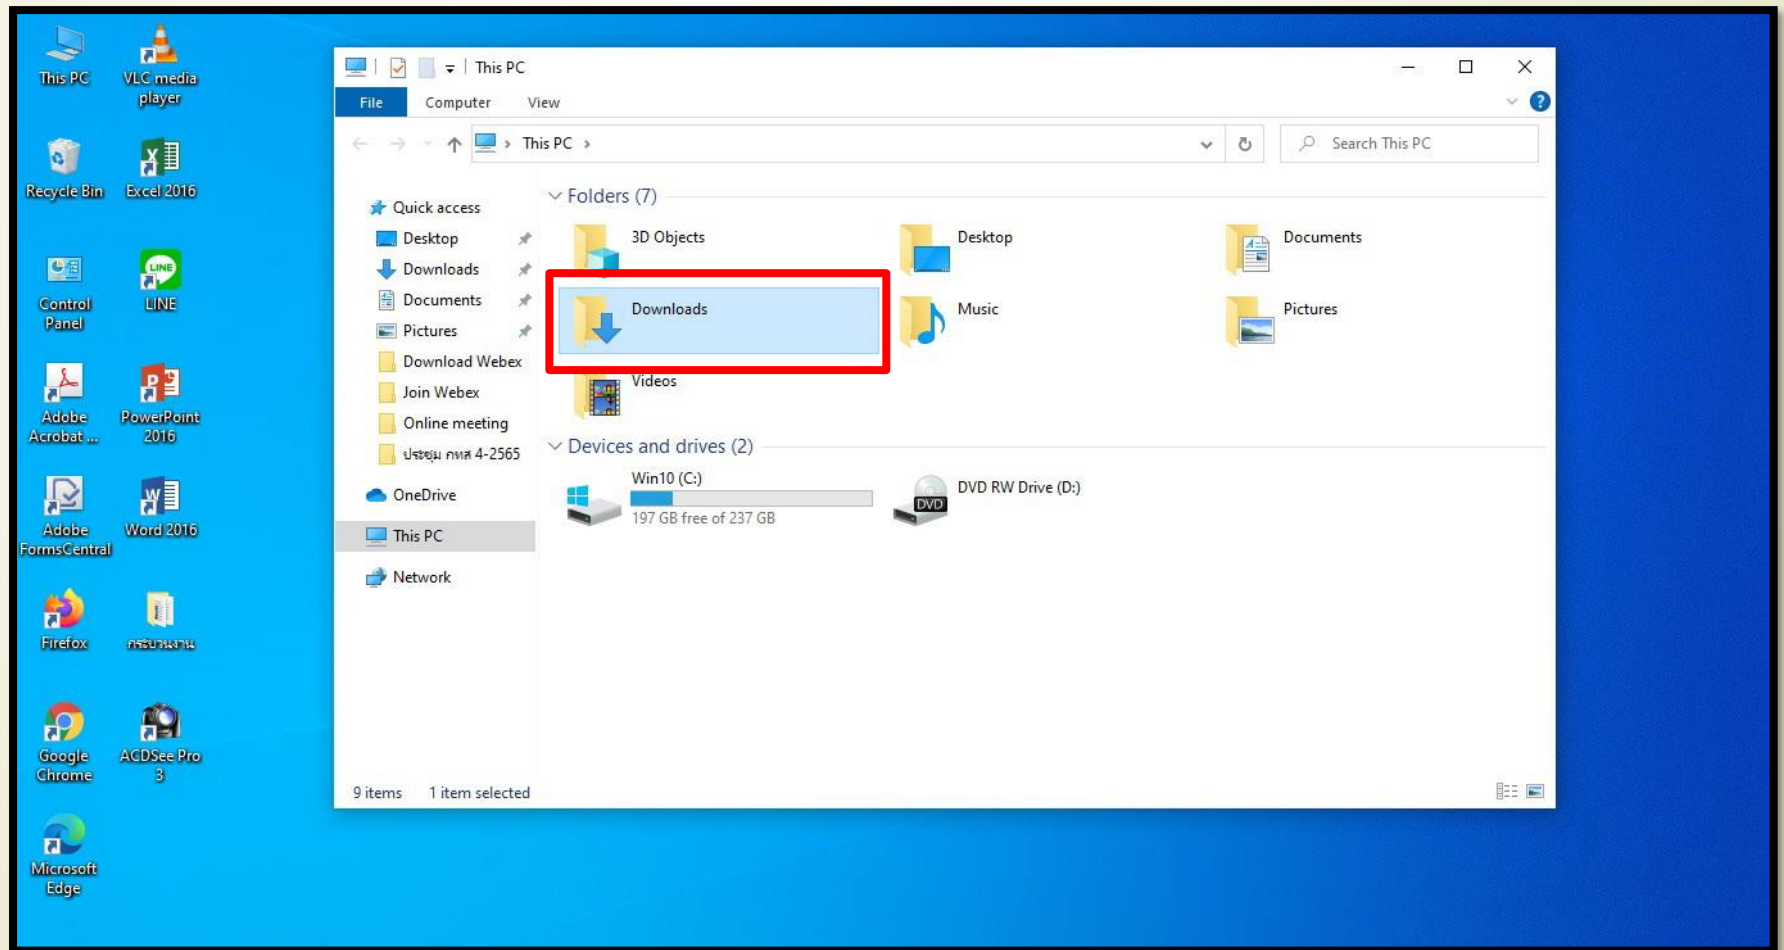 This PC
VLC media
player
Recycle Bin
Excel 2016
Control
Panel
LINE
LINE
Adobe
Acrobat ...
PowerPoint
2016
Adobe
FormsCentral
Word 2016
Firefox
กระบวนงาน
Google
Chrome
ACDSee Pro
3
Microsoft
Edge
This PC
File Computer View
This PC
Search This PC
Quick access
Desktop
Downloads
Documents
Pictures
Download Webex
Join Webex
Online meeting
ประชุม กทส 4-2565
OneDrive
This PC
Network
Folders (7)
3D Objects
Desktop
Documents
Downloads
Music
Pictures
Videos
Devices and drives (2)
Win10 (C:)
197 GB free of 237 GB
DVD
DVD RW Drive (D:)
9 items 1 item selected